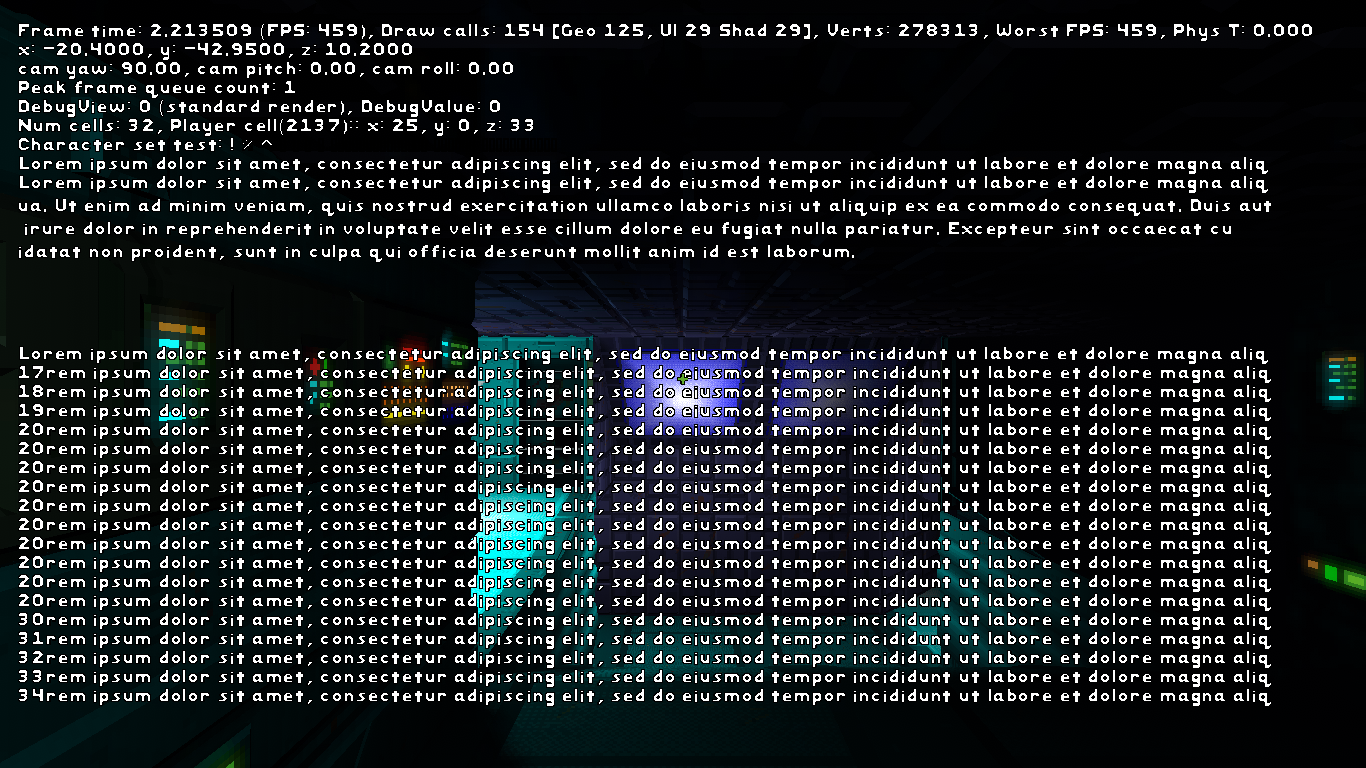 Frame time: 2.213509 (FPS: 459), Draw calls: 154 [Geo 125, UI 29 Shad 29], Verts: 278313, Worst FPS: 459, Phys T: 0.000
x: -20.4000, y: -42.9500, z: 10.2000
cam yaw: 90.00, cam pitch: 0.00, cam roll: 0.00
Peak frame queue count: 1
DebugView: 0 (standard render), DebugValue: 0
Num cells: 32, Player cell(2137):: x: 25, y: 0, z: 33
Character set test: ! % ^
Lorem ipsum dolor sit amet, consectetur adipiscing elit, sed do eiusmod tempor incididunt ut labore et dolore magna aliq
Lorem ipsum dolor sit amet, consectetur adipiscing elit, sed do eiusmod tempor incididunt ut labore et dolore magna aliq
ua. Ut enim ad minim veniam, quis nostrud exercitation ullamco laboris nisi ut aliquip ex ea commodo consequat. Duis aut
irure dolor in reprehenderit in voluptate velit esse cillum dolore eu fugiat nulla pariatur. Excepteur sint occaecat cu
idatat non proident, sunt in culpa qui officia deserunt mollit anim id est laborum.
Lorem ipsum dolor sit amet, consectetur adipiscing elit, sed do eiusmod tempor incididunt ut labore et dolore magna aliq
17rem ipsum dolor sit amet, consectetur adipiscing elit, sed do eiusmod tempor incididunt ut labore et dolore magna aliq
18rem ipsum dolor sit amet, consectetur adipiscing elit, sed do eiusmod tempor incididunt ut labore et dolore magna aliq
19rem ipsum dolor sit amet, consectetur adipiscing elit, sed do eiusmod tempor incididunt ut labore et dolore magna aliq
20rem ipsum dolor sit amet, consectetur adipiscing elit, sed do eiusmod tempor incididunt ut labore et dolore magna aliq
20rem ipsum dolor sit amet, consectetur adipiscing elit, sed do eiusmod tempor incididunt ut labore et dolore magna aliq
20rem ipsum dolor sit amet, consectetur adipiscing elit, sed do eiusmod tempor incididunt ut labore et dolore magna aliq
20rem ipsum dolor sit amet, consectetur adipiscing elit, sed do eiusmod tempor incididunt ut labore et dolore magna aliq
20rem ipsum dolor sit amet, consectetur adipiscing elit, sed do eiusmod tempor incididunt ut labore et dolore magna aliq
20rem ipsum dolor sit amet, consectetur adipiscing elit, sed do eiusmod tempor incididunt ut labore et dolore magna aliq
20rem ipsum dolor sit amet, consectetur adipiscing elit, sed do eiusmod tempor incididunt ut labore et dolore magna aliq
20rem ipsum dolor sit amet, consectetur adipiscing elit, sed do eiusmod tempor incididunt ut labore et dolore magna aliq
20rem ipsum dolor sit amet, consectetur adipiscing elit, sed do eiusmod tempor incididunt ut labore et dolore magna aliq
20rem ipsum dolor sit amet, consectetur adipiscing elit, sed do eiusmod tempor incididunt ut labore et dolore magna aliq
30rem ipsum dolor sit amet, consectetur adipiscing elit, sed do eiusmod tempor incididunt ut labore et dolore magna aliq
31rem ipsum dolor sit amet, consectetur adipiscing elit, sed do eiusmod tempor incididunt ut labore et dolore magna aliq
32rem ipsum dolor sit amet, consectetur adipiscing elit, sed do eiusmod tempor incididunt ut labore et dolore magna aliq
33rem ipsum dolor sit amet, consectetur adipiscing elit, sed do eiusmod tempor incididunt ut labore et dolore magna aliq
34rem ipsum dolor sit amet, consectetur adipiscing elit, sed do eiusmod tempor incididunt ut labore et dolore magna aliq